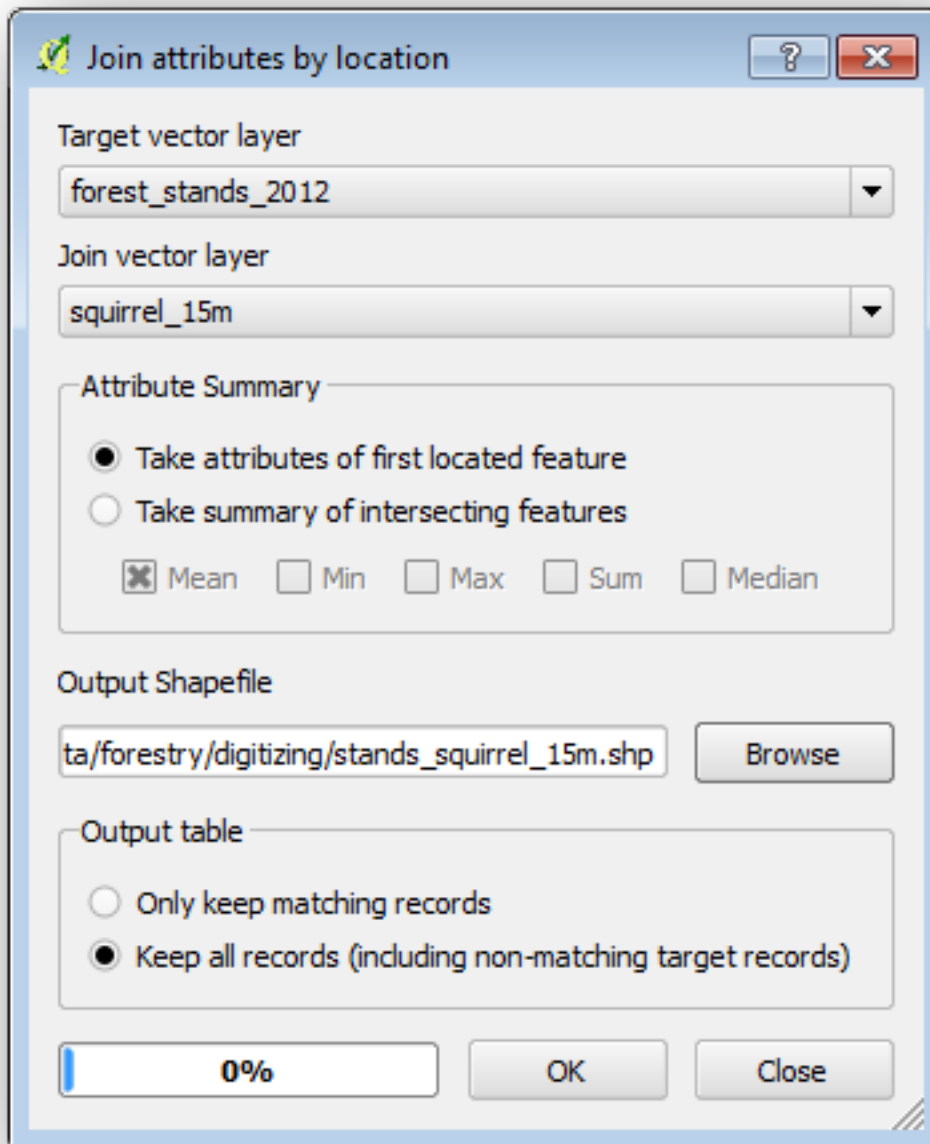 Join attributes by location
?
Target vector layer
forest_stands_2012
Join vector layer
squirrel_15m
Attribute Summary
Take attributes of first located feature
Take summary of intersecting features
Mean Min Max Sum Median
Output Shapefile
ta/forestry/digitizing/stands_squirrel_15m.shp Browse
Output table
Only keep matching records
Keep all records (including non-matching target records)
0% OK Close